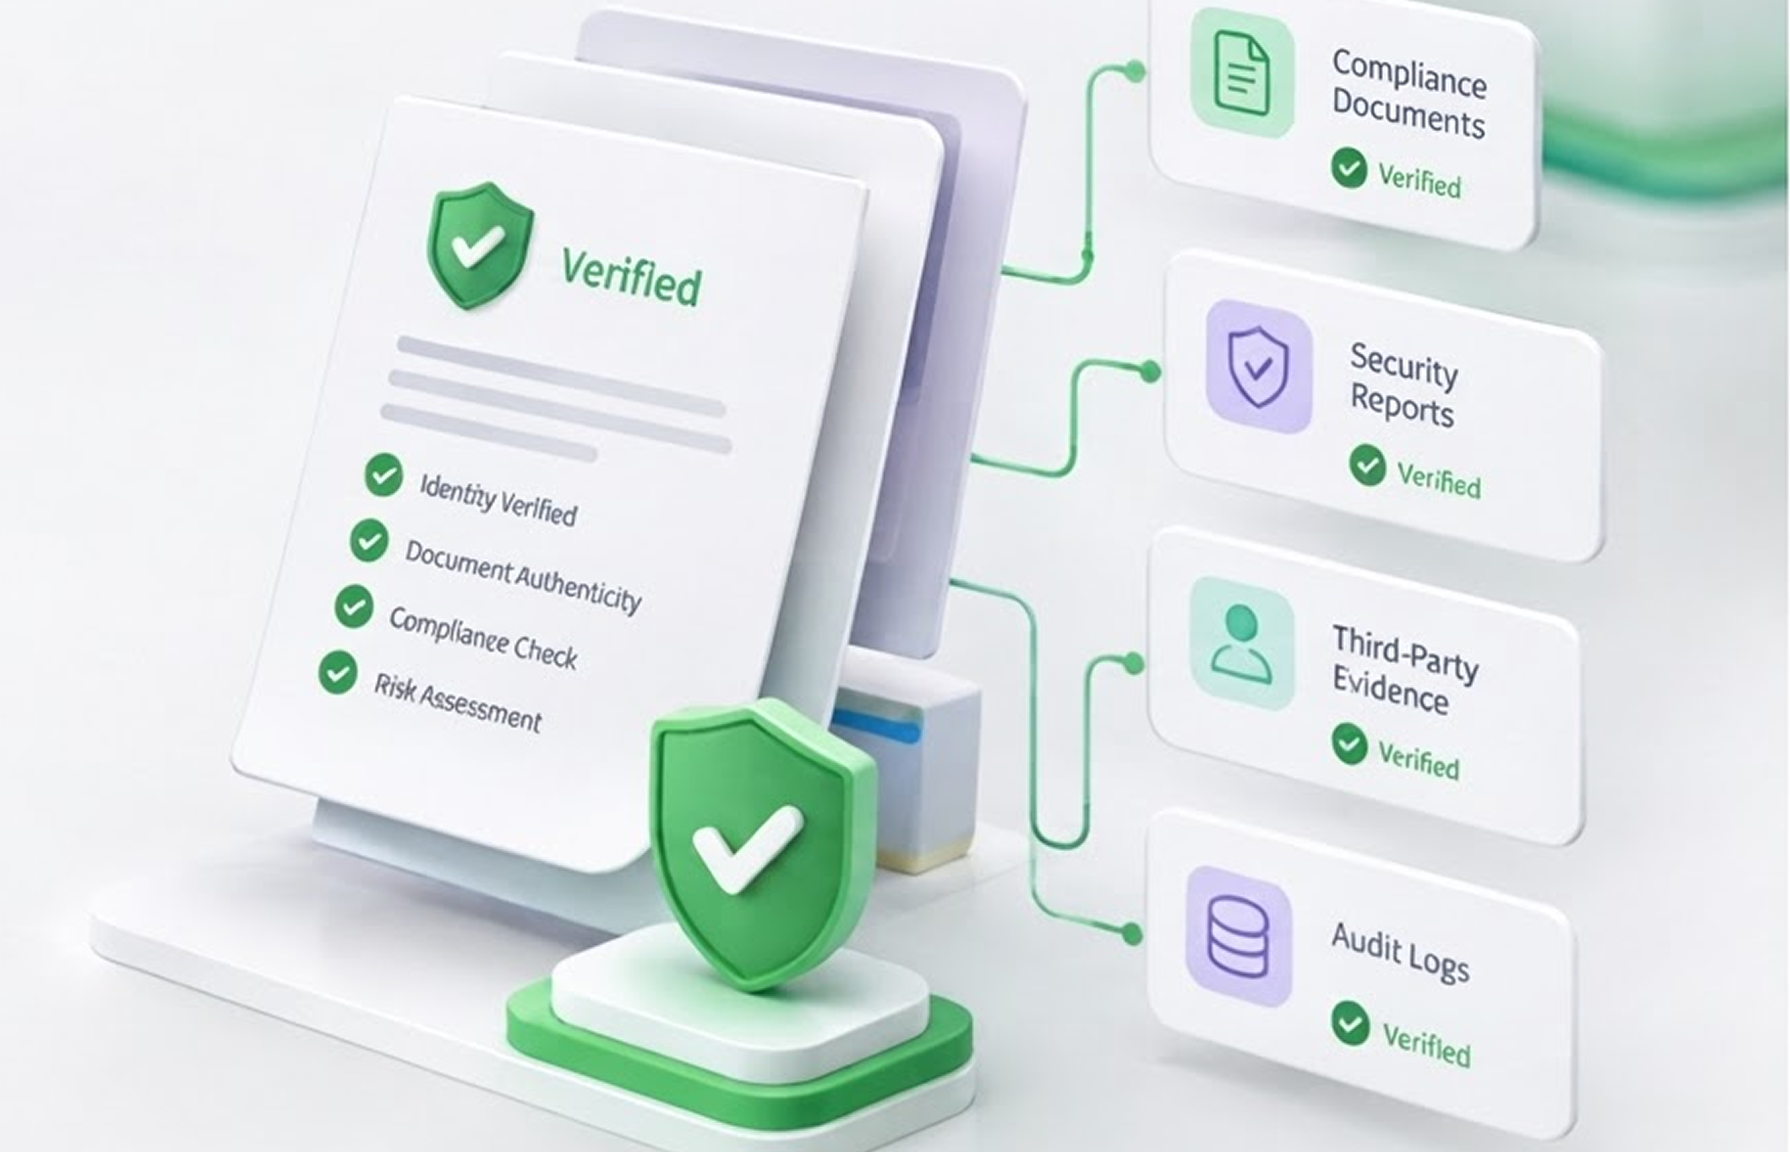 Verified
Identity Verified
Document Authenticity
Compliance Check
Risk Assessment
Compliance
Documents
Verified
Security
Reports
Verified
Third-Party
Evidence
Verified
Audit Logs
Verified